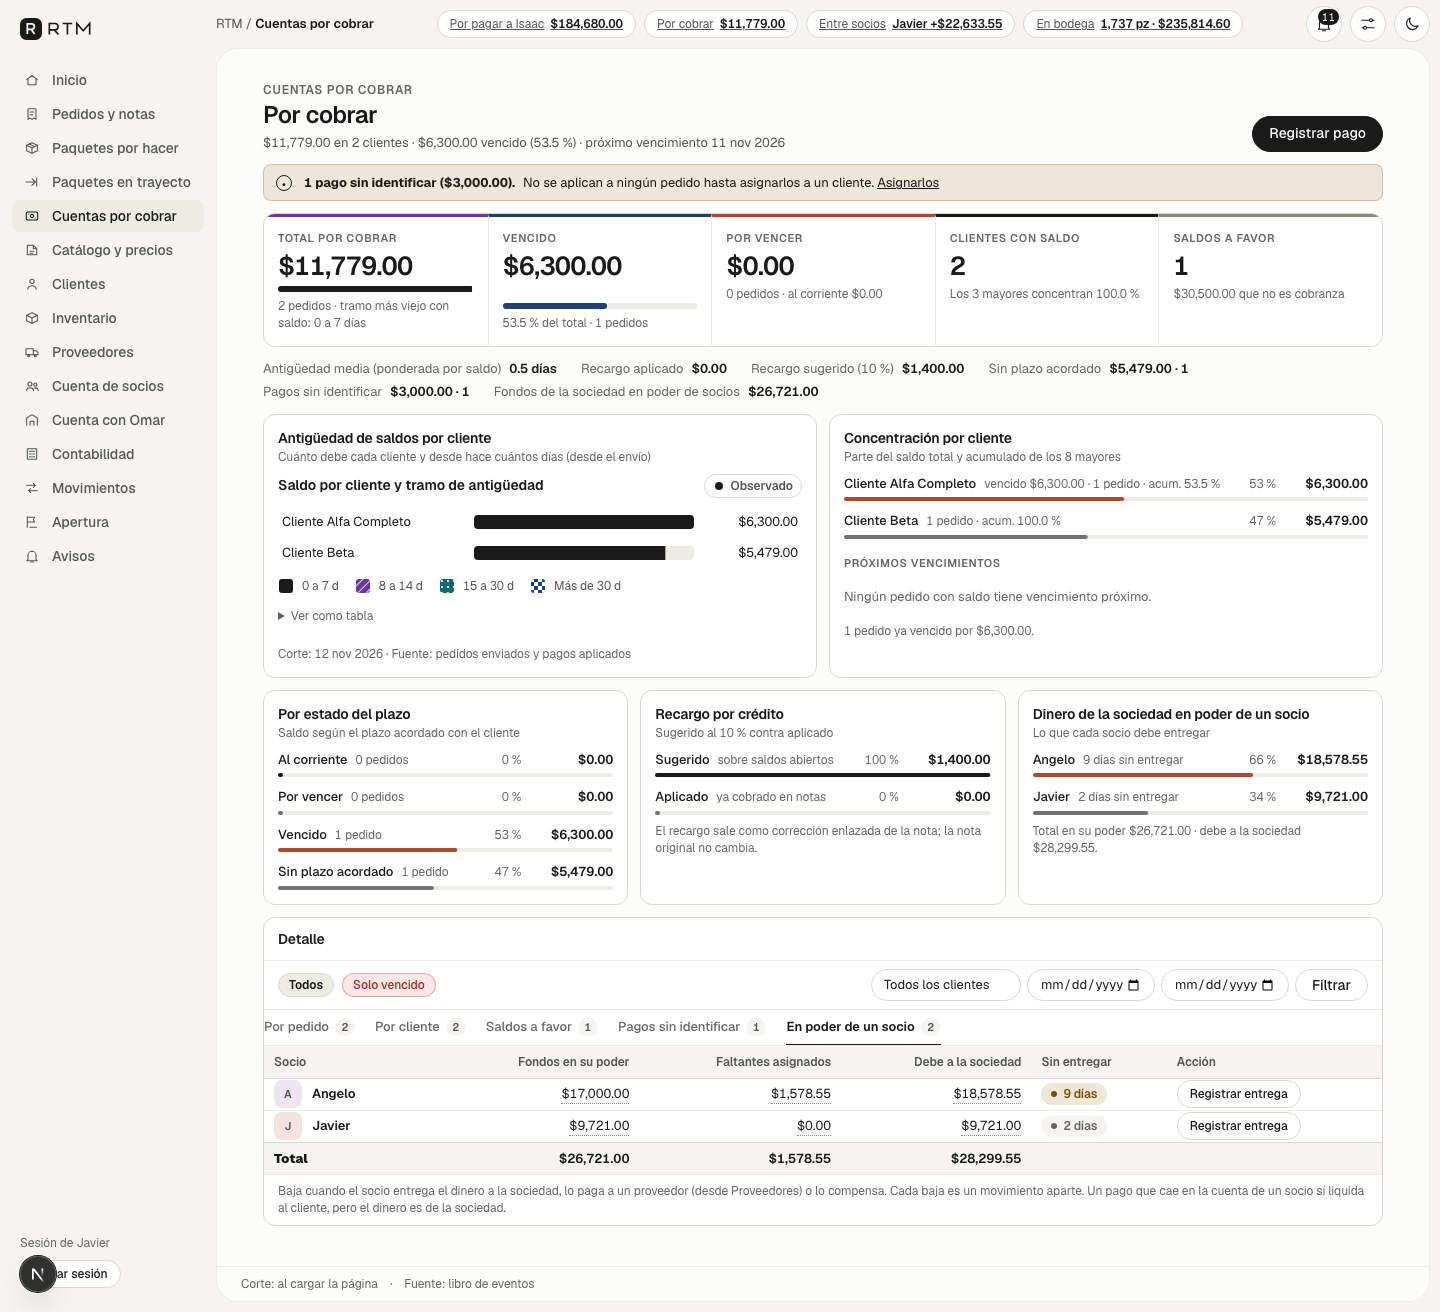 R RTM
RTM / Cuentas por cobrar
Por pagar a Isaac $184,680.00
Por cobrar $11,779.00
Entre socios Javier +$22,633.55
En bodega 1,737 pz · $235,814.60
11
Inicio
Pedidos y notas
Paquetes por hacer
Paquetes en trayecto
Cuentas por cobrar
Catálogo y precios
Clientes
Inventario
Proveedores
Cuenta de socios
Cuenta con Omar
Contabilidad
Movimientos
Apertura
Avisos
Sesión de Javier
N ar sesión
CUENTAS POR COBRAR
Por cobrar
$11,779.00 en 2 clientes · $6,300.00 vencido (53.5 %) · próximo vencimiento 11 nov 2026
Registrar pago
1 pago sin identificar ($3,000.00). No se aplican a ningún pedido hasta asignarlos a un cliente. Asignarlos
TOTAL POR COBRAR
$11,779.00
2 pedidos · tramo más viejo con
saldo: 0 a 7 días
VENCIDO
$6,300.00
53.5 % del total · 1 pedidos
POR VENCER
$0.00
0 pedidos · al corriente $0.00
CLIENTES CON SALDO
2
Los 3 mayores concentran 100.0 %
SALDOS A FAVOR
1
$30,500.00 que no es cobranza
Antigüedad media (ponderada por saldo) 0.5 días Recargo aplicado $0.00 Recargo sugerido (10 %) $1,400.00 Sin plazo acordado $5,479.00 · 1
Pagos sin identificar $3,000.00 · 1 Fondos de la sociedad en poder de socios $26,721.00
Antigüedad de saldos por cliente
Cuánto debe cada cliente y desde hace cuántos días (desde el envío)
Saldo por cliente y tramo de antigüedad Observado
Cliente Alfa Completo $6,300.00
Cliente Beta $5,479.00
0 a 7 d 8 a 14 d 15 a 30 d Más de 30 d
Ver como tabla
Corte: 12 nov 2026 · Fuente: pedidos enviados y pagos aplicados
Concentración por cliente
Parte del saldo total y acumulado de los 8 mayores
Cliente Alfa Completo vencido $6,300.00 · 1 pedido · acum. 53.5 % 53 % $6,300.00
Cliente Beta 1 pedido · acum. 100.0 % 47 % $5,479.00
PRÓXIMOS VENCIMIENTOS
Ningún pedido con saldo tiene vencimiento próximo.
1 pedido ya vencido por $6,300.00.
Por estado del plazo
Saldo según el plazo acordado con el cliente
Al corriente 0 pedidos 0 % $0.00
Por vencer 0 pedidos 0 % $0.00
Vencido 1 pedido 53 % $6,300.00
Sin plazo acordado 1 pedido 47 % $5,479.00
Recargo por crédito
Sugerido al 10 % contra aplicado
Sugerido sobre saldos abiertos 100 % $1,400.00
Aplicado ya cobrado en notas 0 % $0.00
El recargo sale como corrección enlazada de la nota; la nota
original no cambia.
Dinero de la sociedad en poder de un socio
Lo que cada socio debe entregar
Angelo 9 días sin entregar 66 % $18,578.55
Javier 2 días sin entregar 34 % $9,721.00
Total en su poder $26,721.00 · debe a la sociedad
$28,299.55.
Detalle
Todos Solo vencido Todos los clientes mm/dd/yyyy mm/dd/yyyy Filtrar
Por pedido 2 Por cliente 2 Saldos a favor 1 Pagos sin identificar 1 En poder de un socio 2
Socio Fondos en su poder Faltantes asignados Debe a la sociedad Sin entregar Acción
A Angelo $17,000.00 $1,578.55 $18,578.55 9 días Registrar entrega
J Javier $9,721.00 $0.00 $9,721.00 2 días Registrar entrega
Total $26,721.00 $1,578.55 $28,299.55
Baja cuando el socio entrega el dinero a la sociedad, lo paga a un proveedor (desde Proveedores) o lo compensa. Cada baja es un movimiento aparte. Un pago que cae en la cuenta de un socio sí liquida
al cliente, pero el dinero es de la sociedad.
Corte: al cargar la página · Fuente: libro de eventos